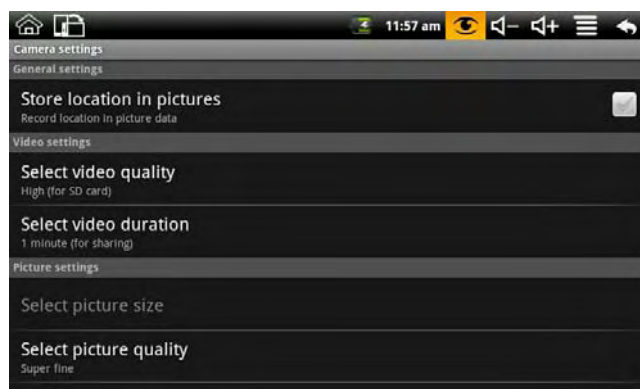 11:57 am
Camera settings
General settings
Store location in pictures
Record location in picture data
Video settings
Select video quality
High (for SD card)
Select video duration
1 minute (for sharing)
Picture settings
Select picture size
Select picture quality
Super fine